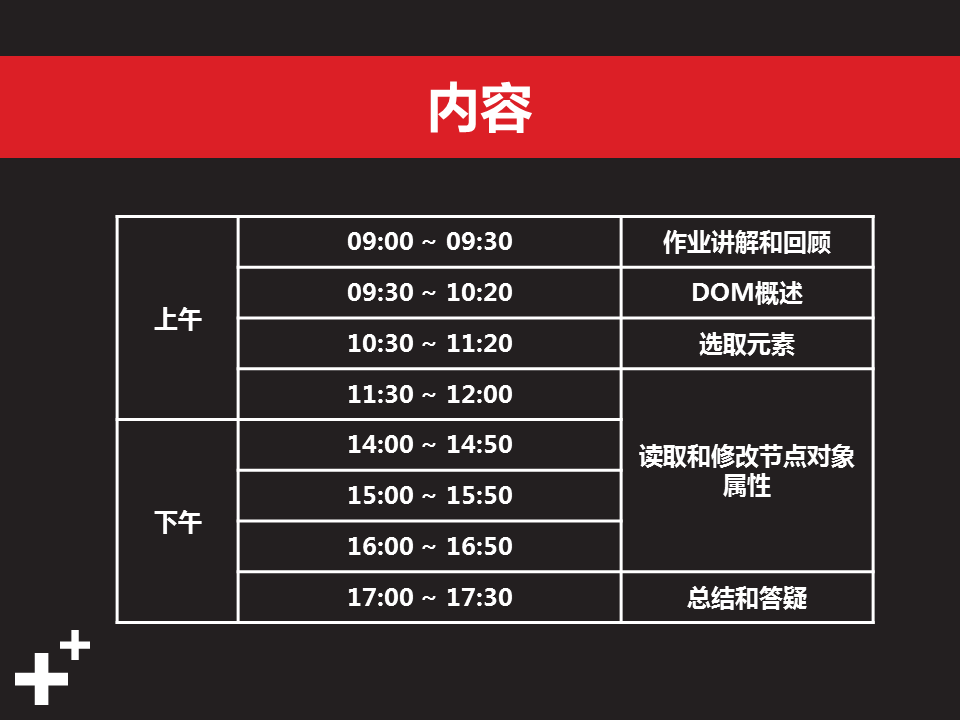 内容
上午
09:00 ~ 09:30
作业讲解和回顾
09:30 ~ 10:20
DOM概述
10:30 ~ 11:20
选取元素
11:30 ~ 12:00
读取和修改节点对象
属性
下午
14:00 ~ 14:50
15:00 ~ 15:50
16:00 ~ 16:50
17:00 ~ 17:30
总结和答疑